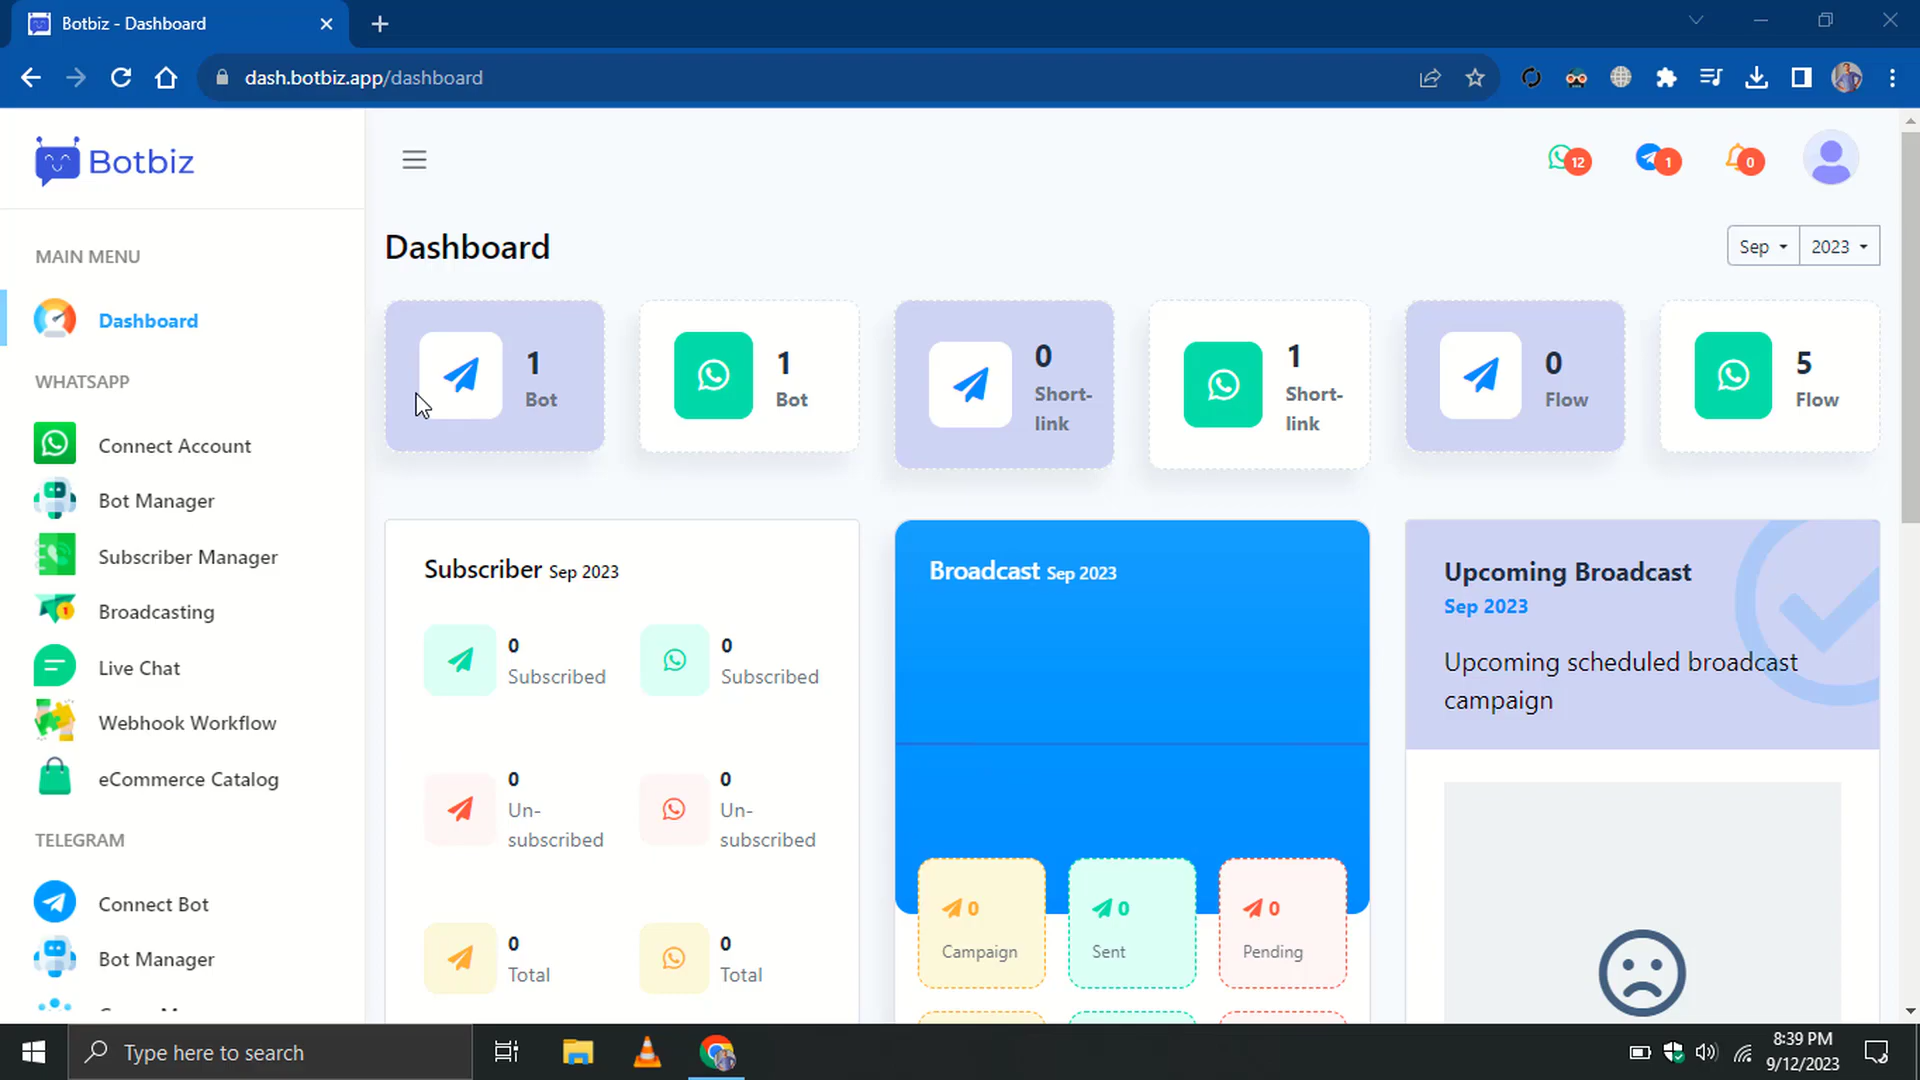 Botbiz - Dashboard
dash.botbiz.app/dashboard
Botbiz
12
1
0
MAIN MENU
Dashboard
Dashboard
Sep
2023
1
Bot
1
Bot
0
Short-
link
1
Short-
link
0
Flow
5
Flow
WHATSAPP
Connect Account
Bot Manager
Subscriber Manager
Broadcasting
Live Chat
Webhook Workflow
eCommerce Catalog
TELEGRAM
Connect Bot
Bot Manager
Subscriber Sep 2023
0
Subscribed
0
Subscribed
0
Un-
subscribed
0
Un-
subscribed
0
Total
0
Total
Broadcast Sep 2023
0
Campaign
0
Sent
0
Pending
Upcoming Broadcast
Sep 2023
Upcoming scheduled broadcast
campaign
Type here to search
8:39 PM
9/12/2023